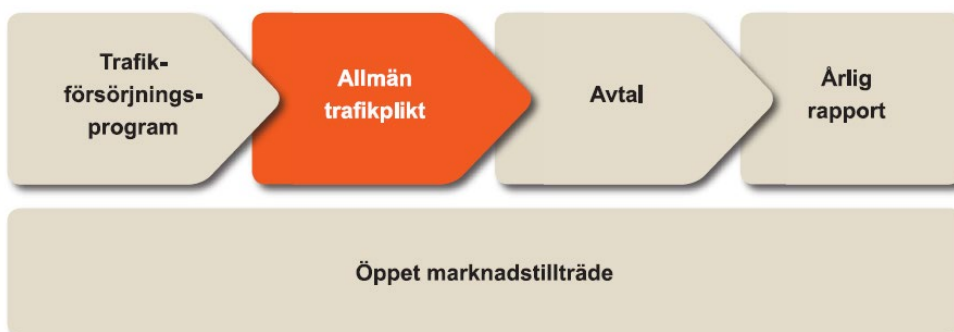 Trafik-
försörjnings-
program
Allmän
trafikplikt
Avtal
Årlig
rapport
Öppet marknadstillträde